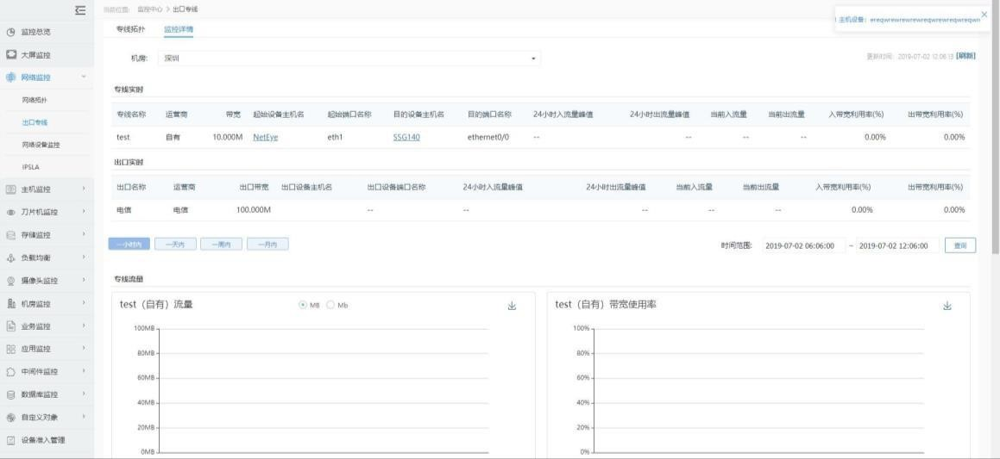 当前位置: 监控中心 > 出口专线
主机设备: ereqwrewrewrewreqwrewreqwreqwn
监控总览
大屏监控
网络监控
网络拓扑
出口专线
网络设备监控
IPSLA
主机监控
刀片机监控
存储监控
负载均衡
摄像头监控
机房监控
业务监控
应用监控
中间件监控
数据库监控
自定义对象
设备准入管理
专线拓扑 监控详情
机房: 深圳
更新时间: 2019-07-02 12:06:13 [刷新]
专线实时
专线名称 运营商 带宽 起始设备主机名 起始端口名称 目的设备主机名 目的端口名称 24小时入流量峰值 24小时出流量峰值 当前入流量 当前出流量 入带宽利用率(%) 出带宽利用率(%)
test 自有 10.000M NetEye eth1 SSG140 ethernet0/0 -- -- -- -- 0.00% 0.00%
出口实时
出口名称 运营商 出口带宽 出口设备主机名 出口设备端口名称 24小时入流量峰值 24小时出流量峰值 当前入流量 当前出流量 入带宽利用率(%) 出带宽利用率(%)
电信 电信 100.000M -- -- -- -- -- 0.00% 0.00%
一小时内 一天内 一周内 一月内
时间范围: 2019-07-02 06:06:00 ~ 2019-07-02 12:06:00 查询
专线流量
test（自有）流量 MB Mb
100MB
80MB
60MB
40MB
20MB
0MB
test（自有）带宽使用率
100%
80%
60%
40%
20%
0%